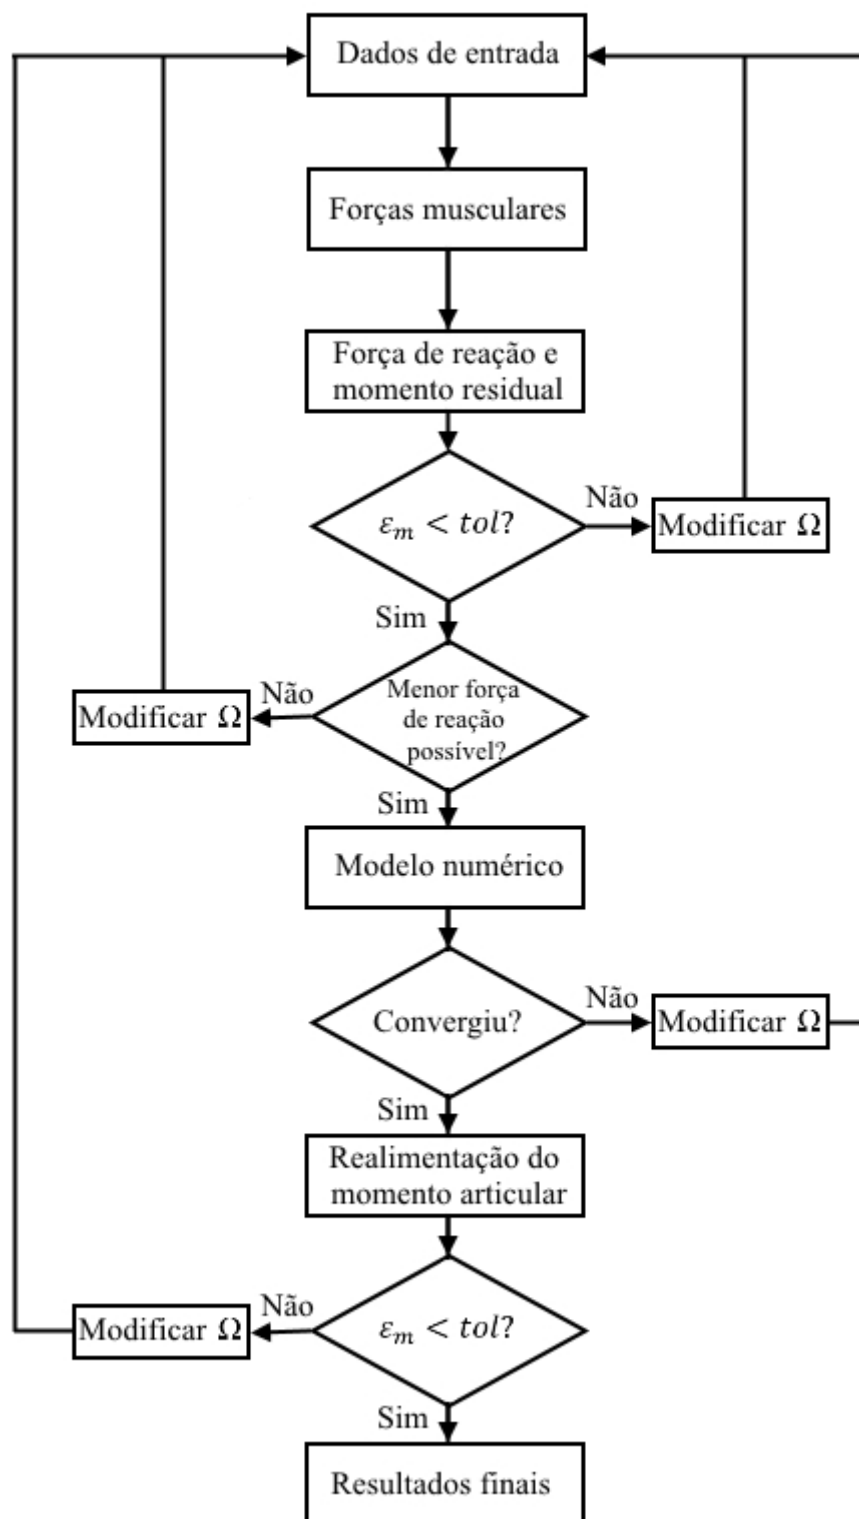 Dados de entrada
Forças musculares
Força de reação e
momento residual
εₘ < tol?
Não
Modificar Ω
Sim
Menor força
de reação
possível?
Não
Modificar Ω
Sim
Modelo numérico
Convergiu?
Não
Modificar Ω
Sim
Realimentação do
momento articular
εₘ < tol?
Não
Modificar Ω
Sim
Resultados finais